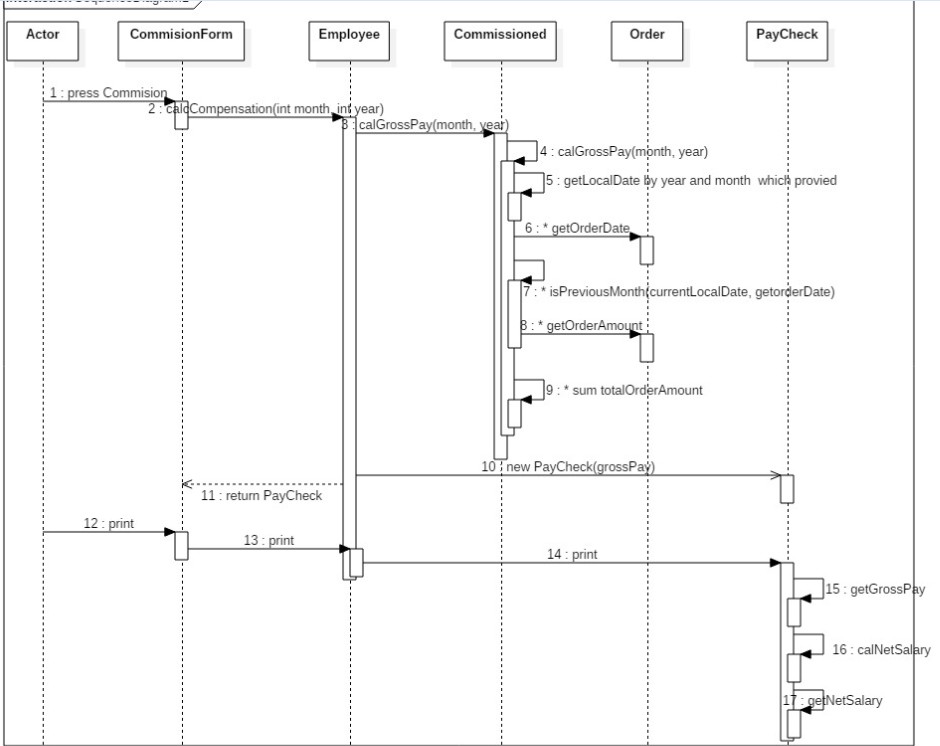 Interaction SequenceDiagram1
Actor
CommisionForm
Employee
Commissioned
Order
PayCheck
1 : press Commision
2 : calcCompensation(int month, int year)
3 : calGrossPay(month, year)
4 : calGrossPay(month, year)
5 : getLocalDate by year and month which provied
6 : * getOrderDate
7 : * isPreviousMonth(currentLocalDate, getorderDate)
8 : * getOrderAmount
9 : * sum totalOrderAmount
10 : new PayCheck(grossPay)
11 : return PayCheck
12 : print
13 : print
14 : print
15 : getGrossPay
16 : calNetSalary
17 : getNetSalary